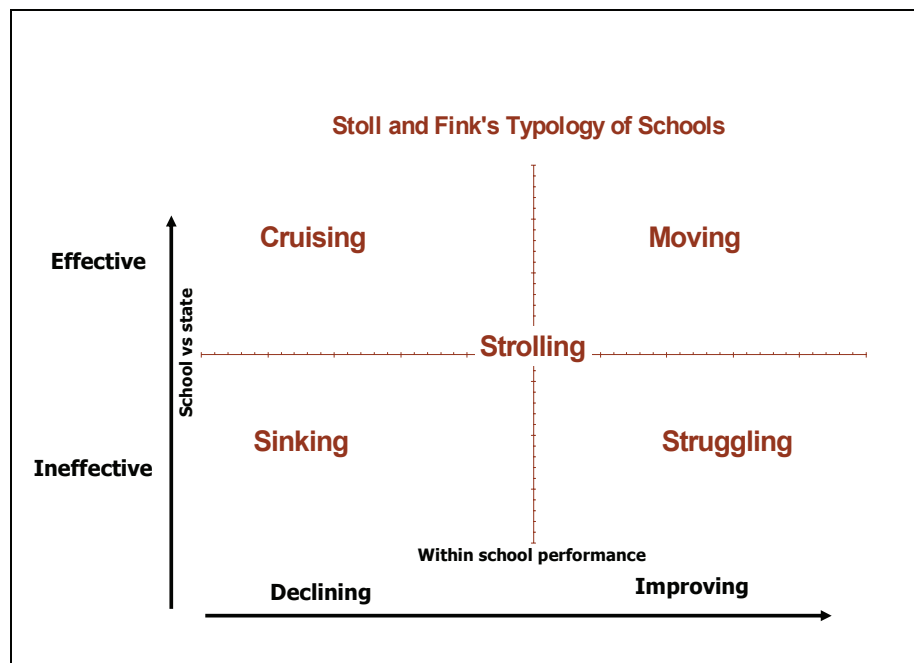 Stoll and Fink's Typology of Schools
Cruising
Moving
Effective
School vs state
Strolling
Sinking
Struggling
Ineffective
Within school performance
Declining
Improving